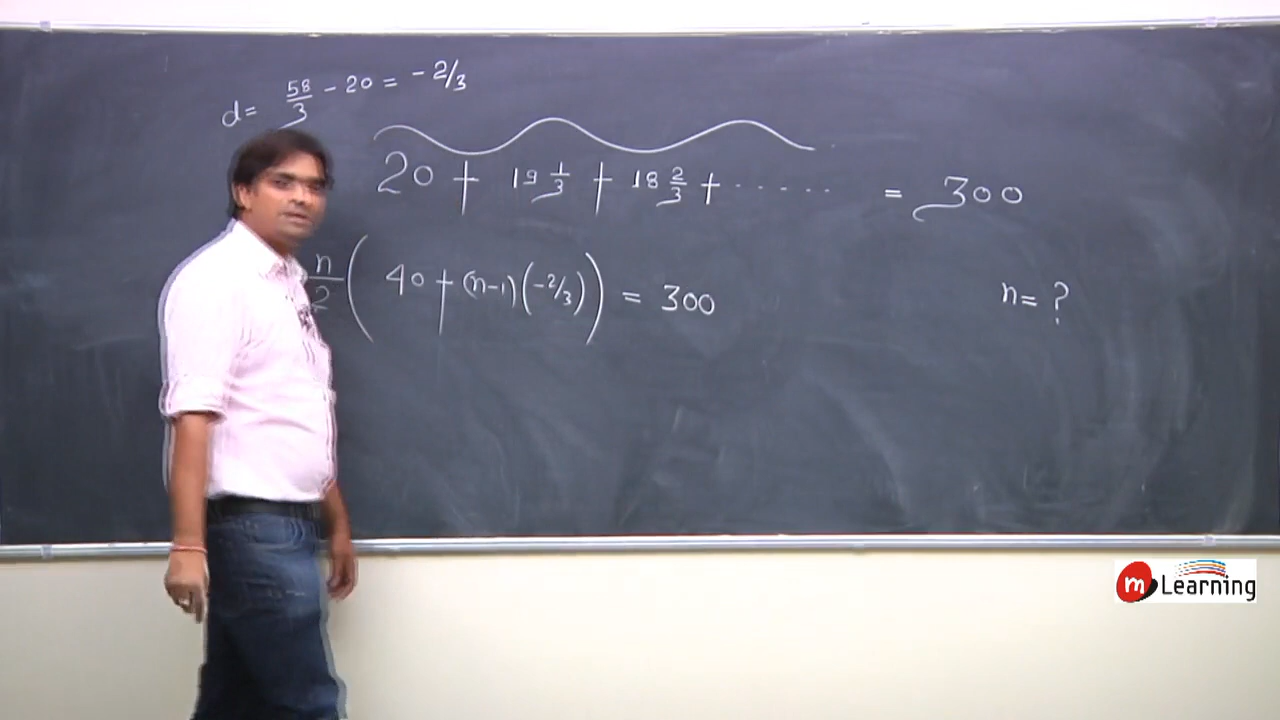 d = 58/3 - 20 = -2/3
20 + 19 1/3 + 18 2/3 + ....... = 300
n/2 ( 40 + (n-1)(-2/3) ) = 300
n = ?
m Learning